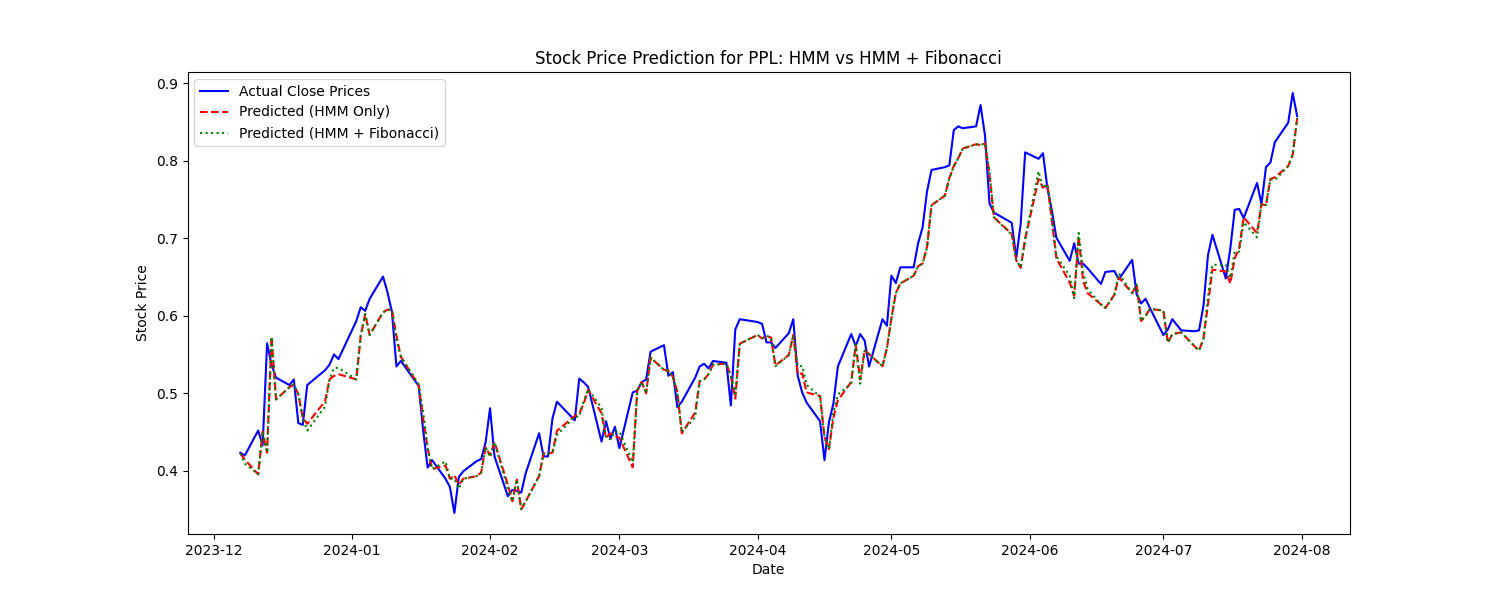 Stock Price Prediction for PPL: HMM vs HMM + Fibonacci
Actual Close Prices
Predicted (HMM Only)
Predicted (HMM + Fibonacci)
Stock Price
0.9
0.8
0.7
0.6
0.5
0.4
2023-12 2024-01 2024-02 2024-03 2024-04 2024-05 2024-06 2024-07 2024-08
Date